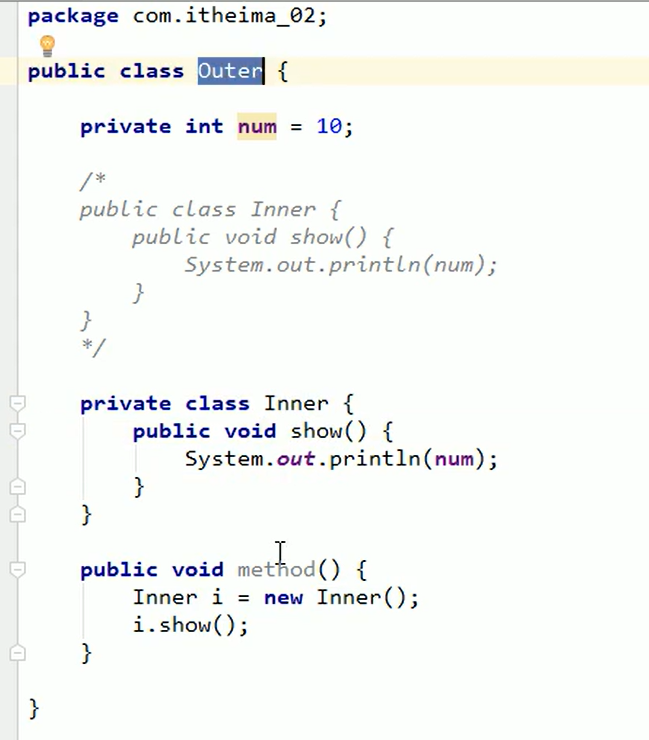 package com.itheima_02;
public class Outer {
private int num = 10;
/*
public class Inner {
public void show() {
System.out.println(num);
}
}
*/
private class Inner {
public void show() {
System.out.println(num);
}
}
public void method() {
Inner i = new Inner();
i.show();
}
}